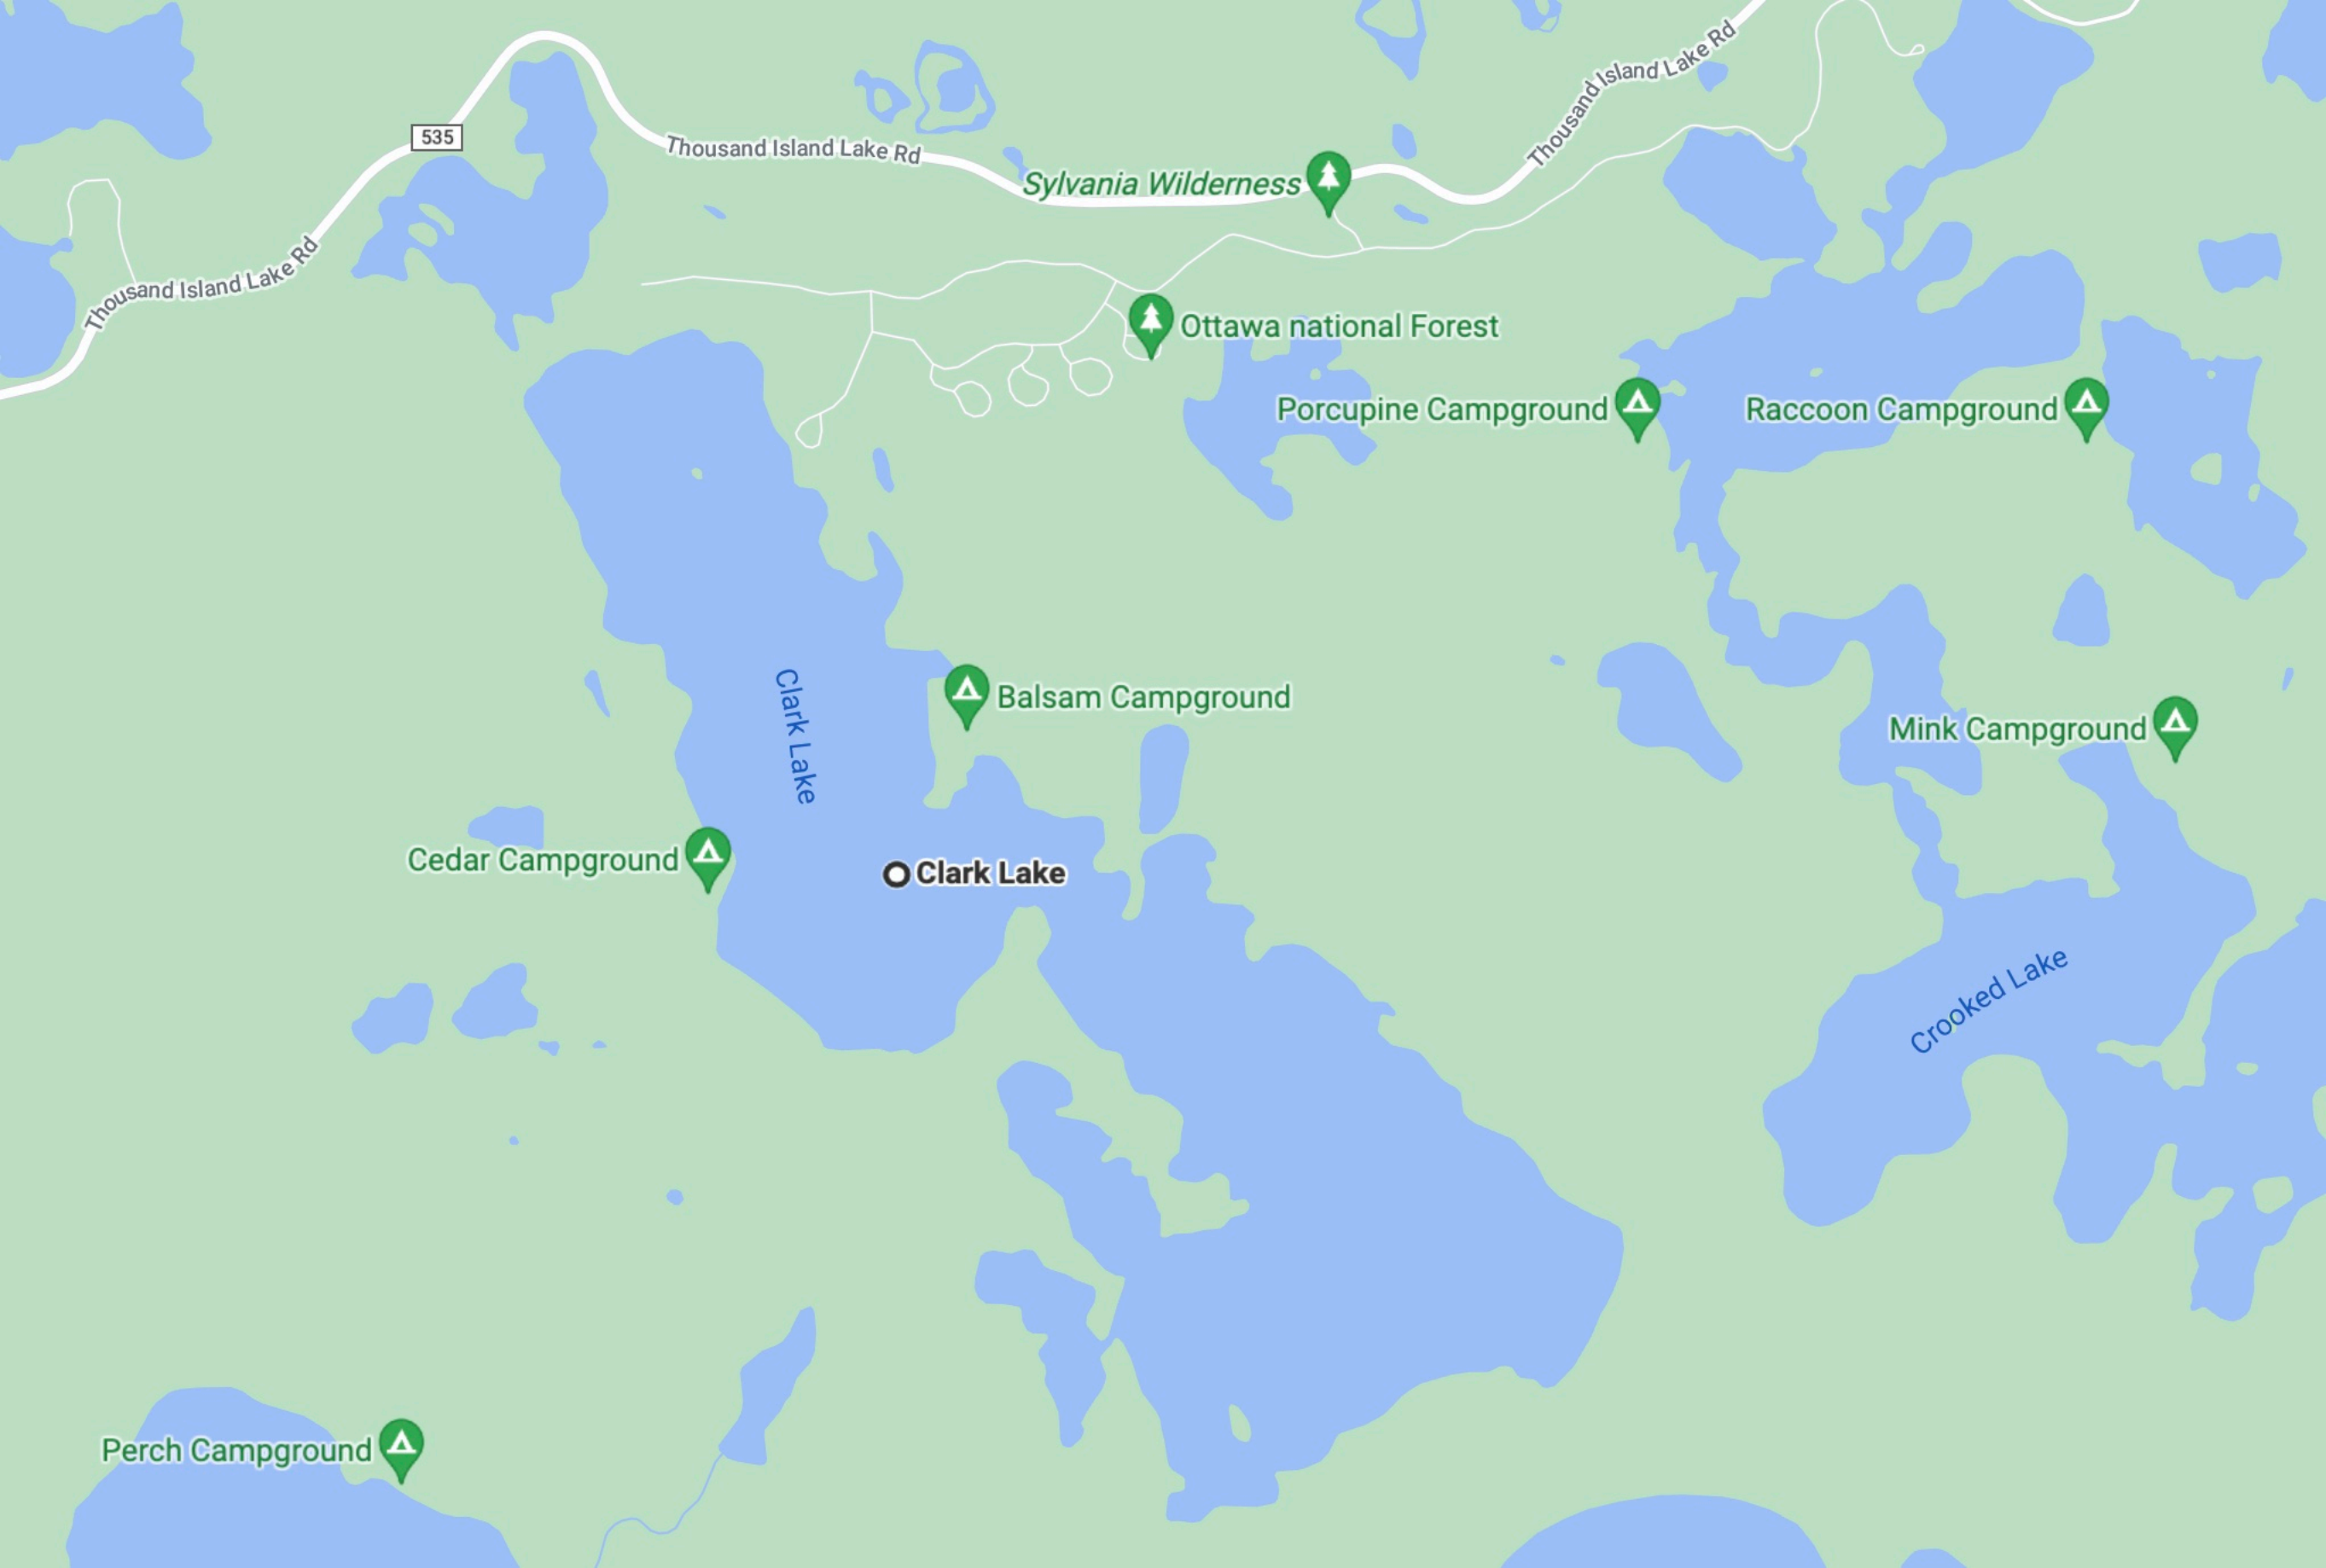 Thousand Island Lake Rd
535
Thousand Island Lake Rd
Sylvania Wilderness
Thousand Island Lake Rd
Ottawa national Forest
Porcupine Campground
Raccoon Campground
Clark Lake
Balsam Campground
Mink Campground
Cedar Campground
Clark Lake
Crooked Lake
Perch Campground